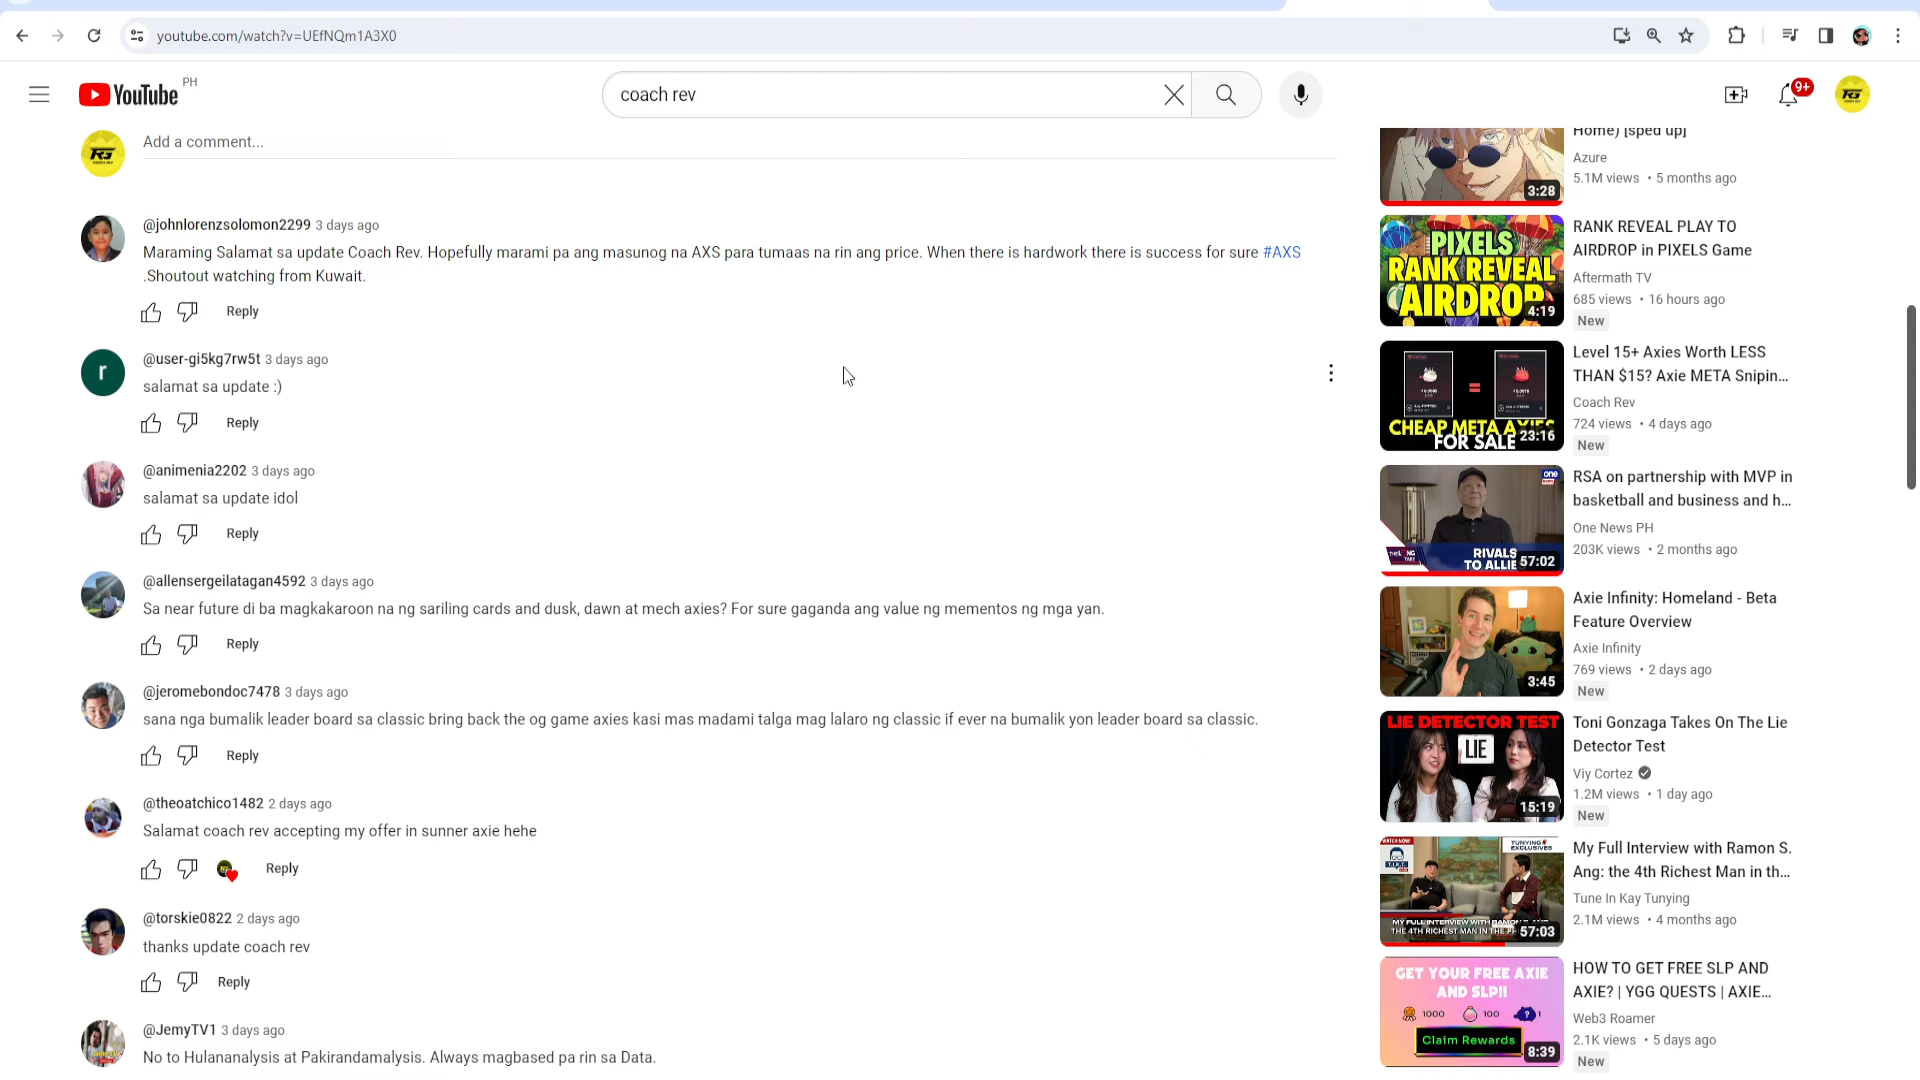 youtube.com/watch?v=UEfNQm1A3X0
YouTube PH
coach rev
9+
Add a comment...
@johnlorenzsolomon2299 3 days ago
Maraming Salamat sa update Coach Rev. Hopefully marami pa ang masunog na AXS para tumaas na rin ang price. When there is hardwork there is success for sure #AXS
.Shoutout watching from Kuwait.
Reply
r
@user-gi5kg7rw5t 3 days ago
salamat sa update :)
Reply
@animenia2202 3 days ago
salamat sa update idol
Reply
@allensergeilatagan4592 3 days ago
Sa near future di ba magkakaroon na ng sariling cards and dusk, dawn at mech axies? For sure gaganda ang value ng mementos ng mga yan.
Reply
@jeromebondoc7478 3 days ago
sana nga bumalik leader board sa classic bring back the og game axies kasi mas madami talga mag lalaro ng classic if ever na bumalik yon leader board sa classic.
Reply
@theoatchico1482 2 days ago
Salamat coach rev accepting my offer in sunner axie hehe
Reply
@torskie0822 2 days ago
thanks update coach rev
Reply
@JemyTV1 3 days ago
No to Hulananalysis at Pakirandamalysis. Always magbased pa rin sa Data.
3:28
Home) [sped up]
Azure
5.1M views • 5 months ago
PIXELS
RANK REVEAL
AIRDROP
4:19
RANK REVEAL PLAY TO
AIRDROP in PIXELS Game
Aftermath TV
685 views • 16 hours ago
New
CHEAP META AXIES
FOR SALE
23:16
Level 15+ Axies Worth LESS
THAN $15? Axie META Snipin...
Coach Rev
724 views • 4 days ago
New
one
RIVALS
TO ALLIE
57:02
RSA on partnership with MVP in
basketball and business and h...
One News PH
203K views • 2 months ago
3:45
Axie Infinity: Homeland - Beta
Feature Overview
Axie Infinity
769 views • 2 days ago
New
LIE DETECTOR TEST
LIE
15:19
Toni Gonzaga Takes On The Lie
Detector Test
Viy Cortez
1.2M views • 1 day ago
New
WATCH NOW!
TUNYING
EXCLUSIVES
MY FULL INTERVIEW WITH RAMON S.
THE 4TH RICHEST MAN IN THE
57:03
My Full Interview with Ramon S.
Ang: the 4th Richest Man in th...
Tune In Kay Tunying
2.1M views • 4 months ago
GET YOUR FREE AXIE
AND SLP!!
1000 100 1
Claim Rewards
8:39
HOW TO GET FREE SLP AND
AXIE? | YGG QUESTS | AXIE...
Web3 Roamer
2.1K views • 5 days ago
New